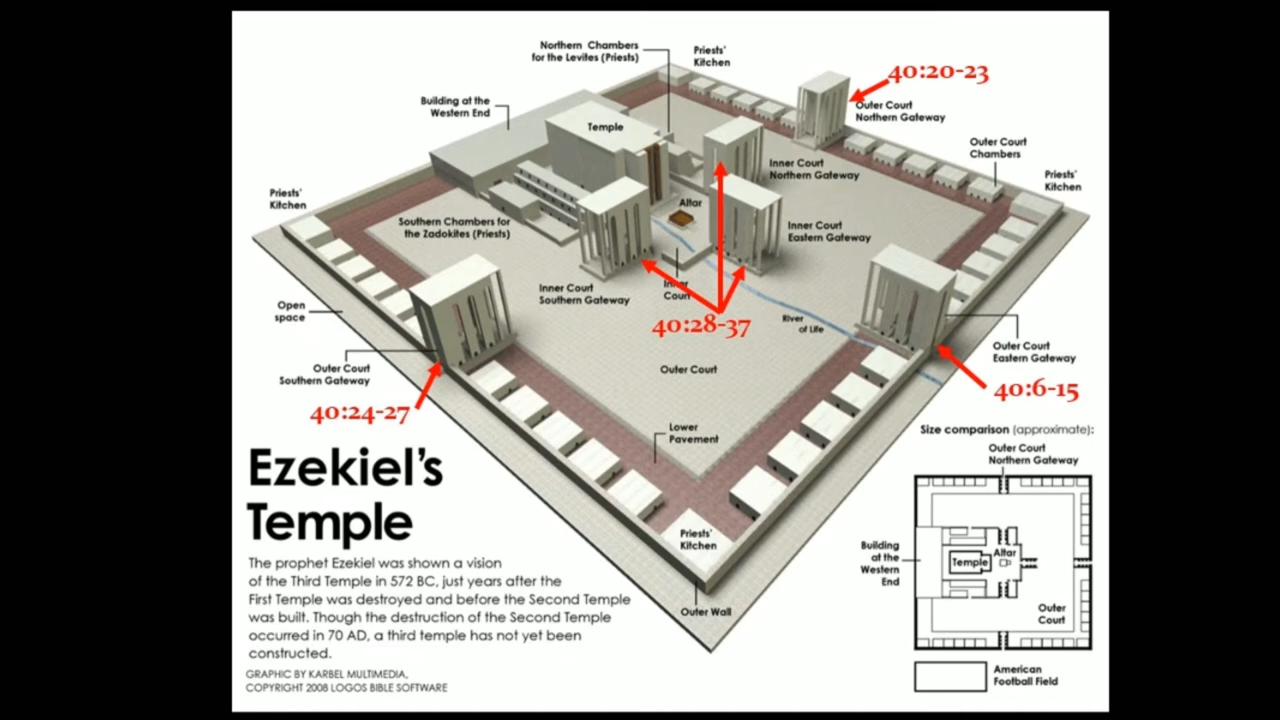 Northern Chambers
for the Levites (Priests)
Priests'
Kitchen
40:20-23
Outer Court
Northern Gateway
Building at the
Western End
Temple
Outer Court
Chambers
Inner Court
Northern Gateway
Priests'
Kitchen
Priests'
Kitchen
Altar
Southern Chambers for
the Zadokites (Priests)
Inner Court
Eastern Gateway
Inner Court
Southern Gateway
Inner
Court
Open
space
River
of Life
40:28-37
Outer Court
Eastern Gateway
Outer Court
Southern Gateway
Outer Court
40:6-15
40:24-27
Lower
Pavement
Size comparison (approximate):
Outer Court
Northern Gateway
Ezekiel's
Temple
Priests'
Kitchen
Building
at the
Western
End
Altar
Temple
Outer
Court
The prophet Ezekiel was shown a vision
of the Third Temple in 572 BC, just years after the
First Temple was destroyed and before the Second Temple
was built. Though the destruction of the Second Temple
occurred in 70 AD, a third temple has not yet been
constructed.
Outer Wall
GRAPHIC BY KARBEL MULTIMEDIA,
COPYRIGHT 2008 LOGOS BIBLE SOFTWARE
American
Football Field